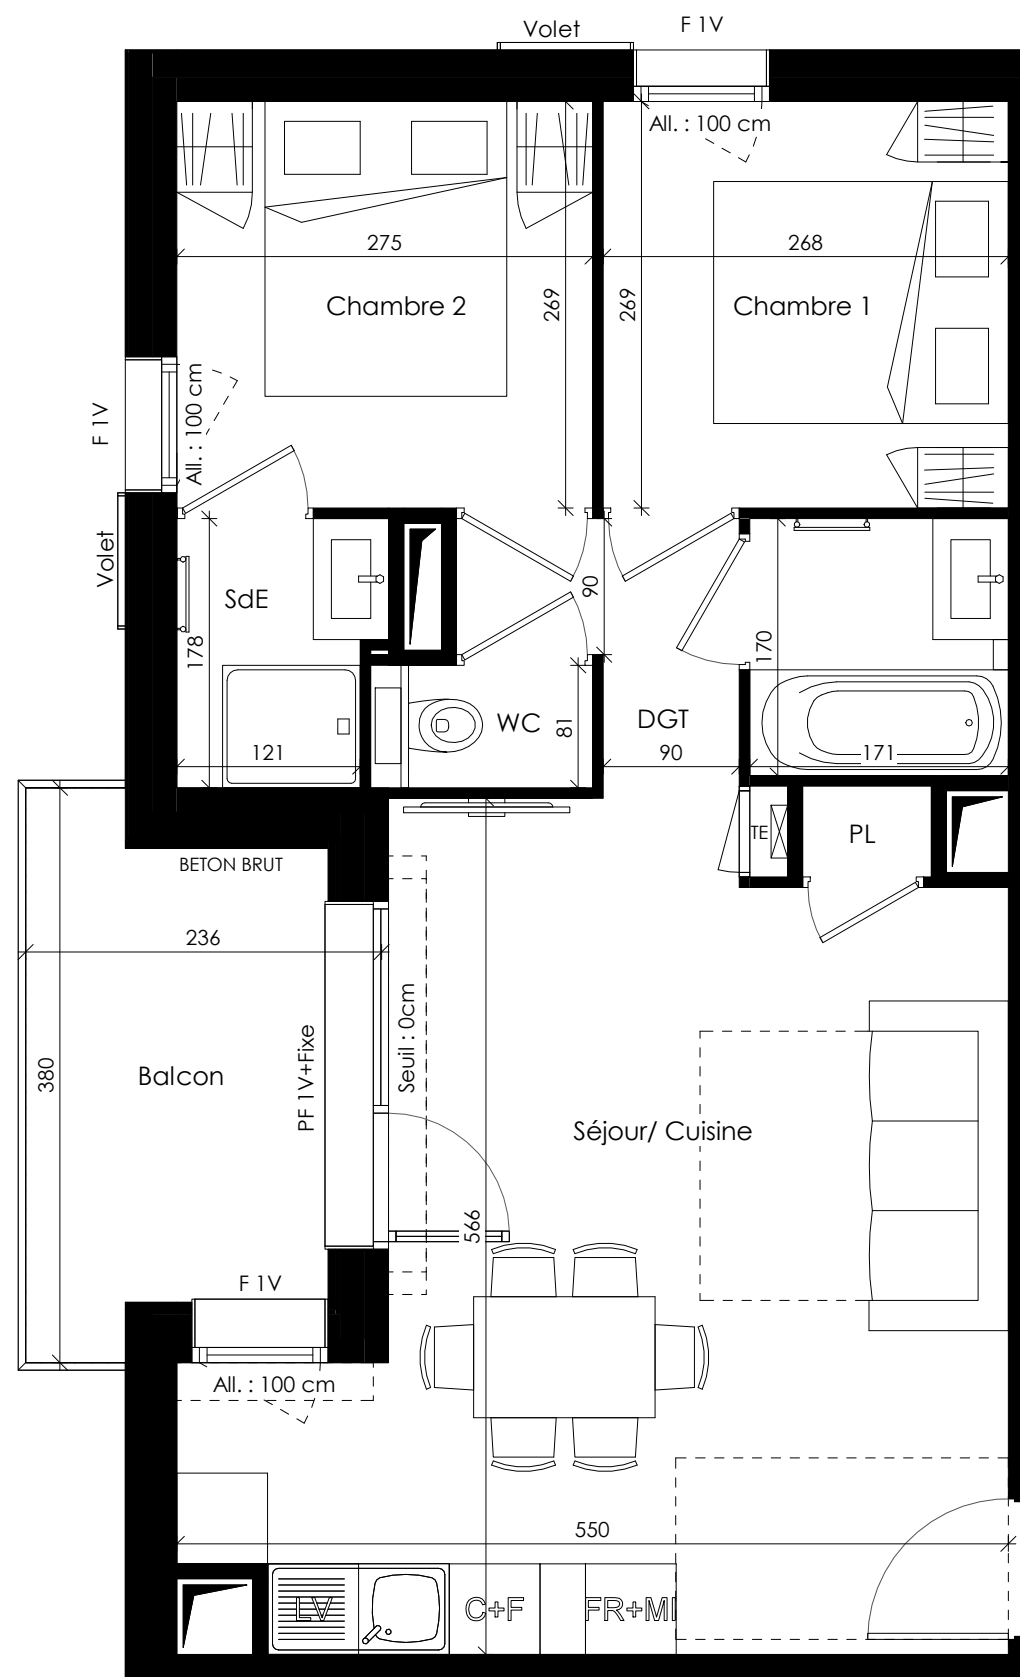 Volet
F 1V
All. : 100 cm
275
268
269
269
Chambre 2
Chambre 1
F 1V
All. : 100 cm
Volet
SdE
90
178
170
WC
81
DGT
121
90
171
TE
PL
BETON BRUT
236
Seuil : 0cm
PF 1V+Fixe
380
Balcon
Séjour/ Cuisine
566
F 1V
All. : 100 cm
550
LV
C+F
FR+MI